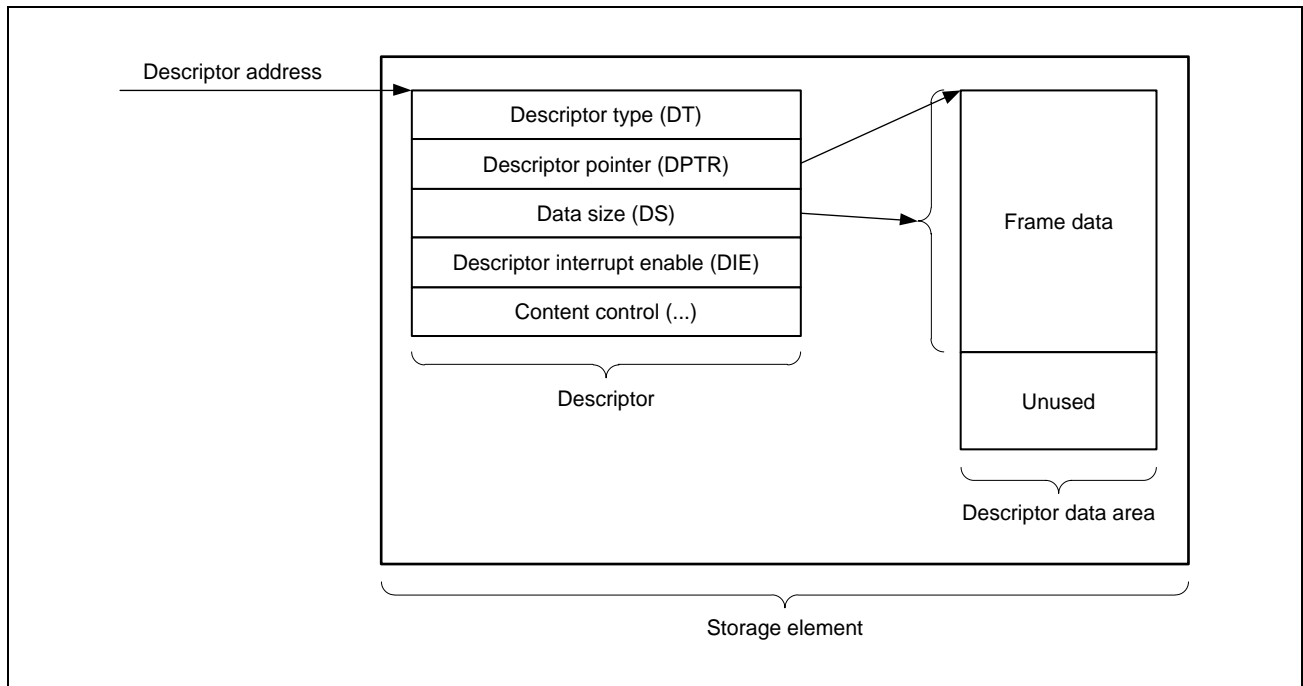 Descriptor address
Descriptor type (DT)
Descriptor pointer (DPTR)
Data size (DS)
Descriptor interrupt enable (DIE)
Content control (...)
Descriptor
Frame data
Unused
Descriptor data area
Storage element